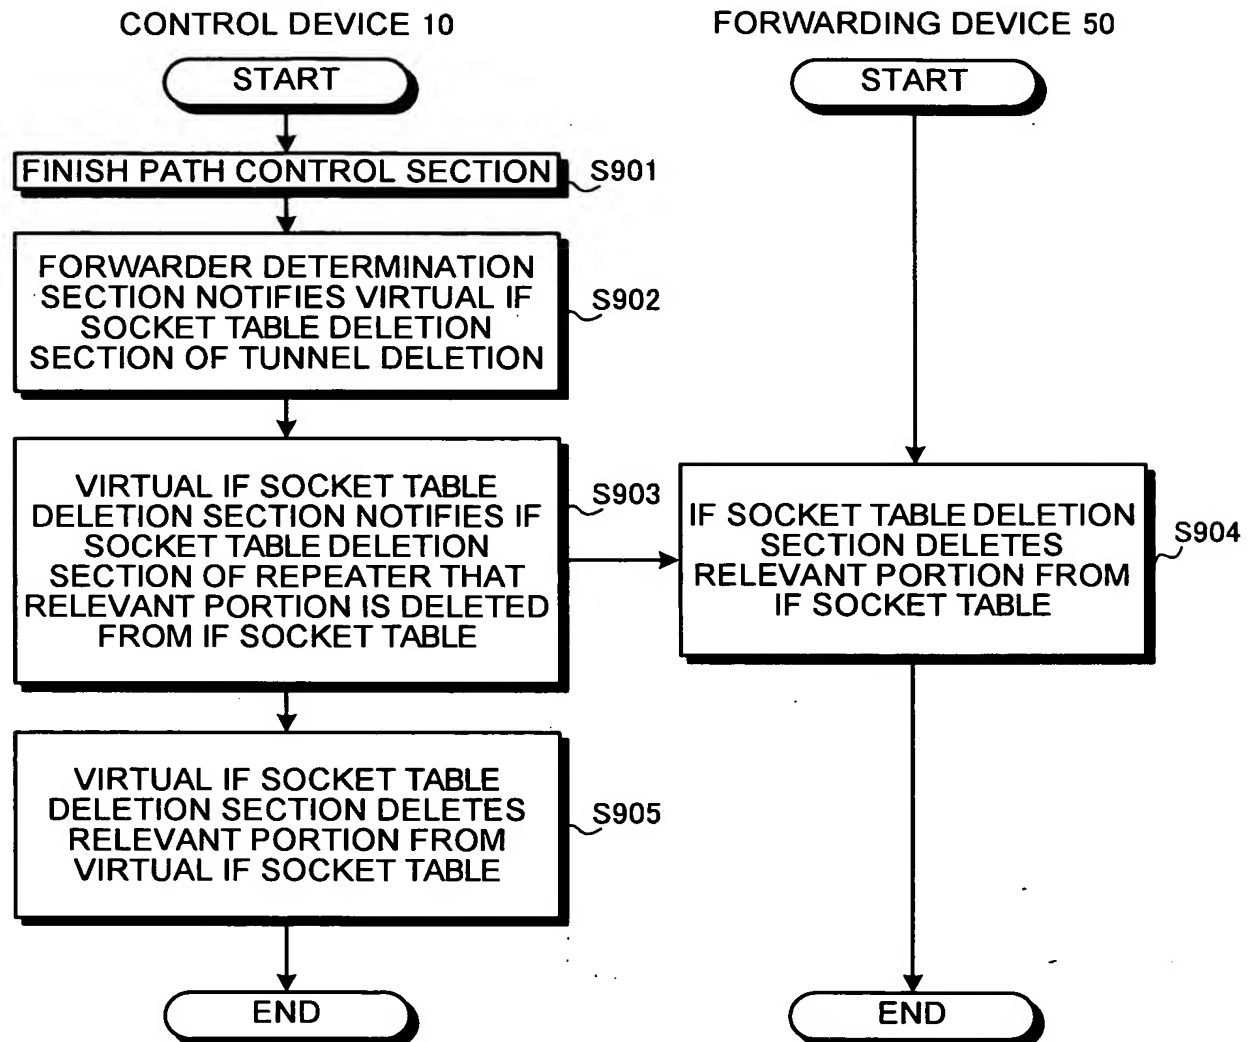 CONTROL DEVICE 10
START
FINISH PATH CONTROL SECTION
S901
FORWARDER DETERMINATION
SECTION NOTIFIES VIRTUAL IF
SOCKET TABLE DELETION
SECTION OF TUNNEL DELETION
S902
VIRTUAL IF SOCKET TABLE
DELETION SECTION NOTIFIES IF
SOCKET TABLE DELETION
SECTION OF REPEATER THAT
RELEVANT PORTION IS DELETED
FROM IF SOCKET TABLE
S903
VIRTUAL IF SOCKET TABLE
DELETION SECTION DELETES
RELEVANT PORTION FROM
VIRTUAL IF SOCKET TABLE
S905
END
FORWARDING DEVICE 50
START
IF SOCKET TABLE DELETION
SECTION DELETES
RELEVANT PORTION FROM
IF SOCKET TABLE
S904
END